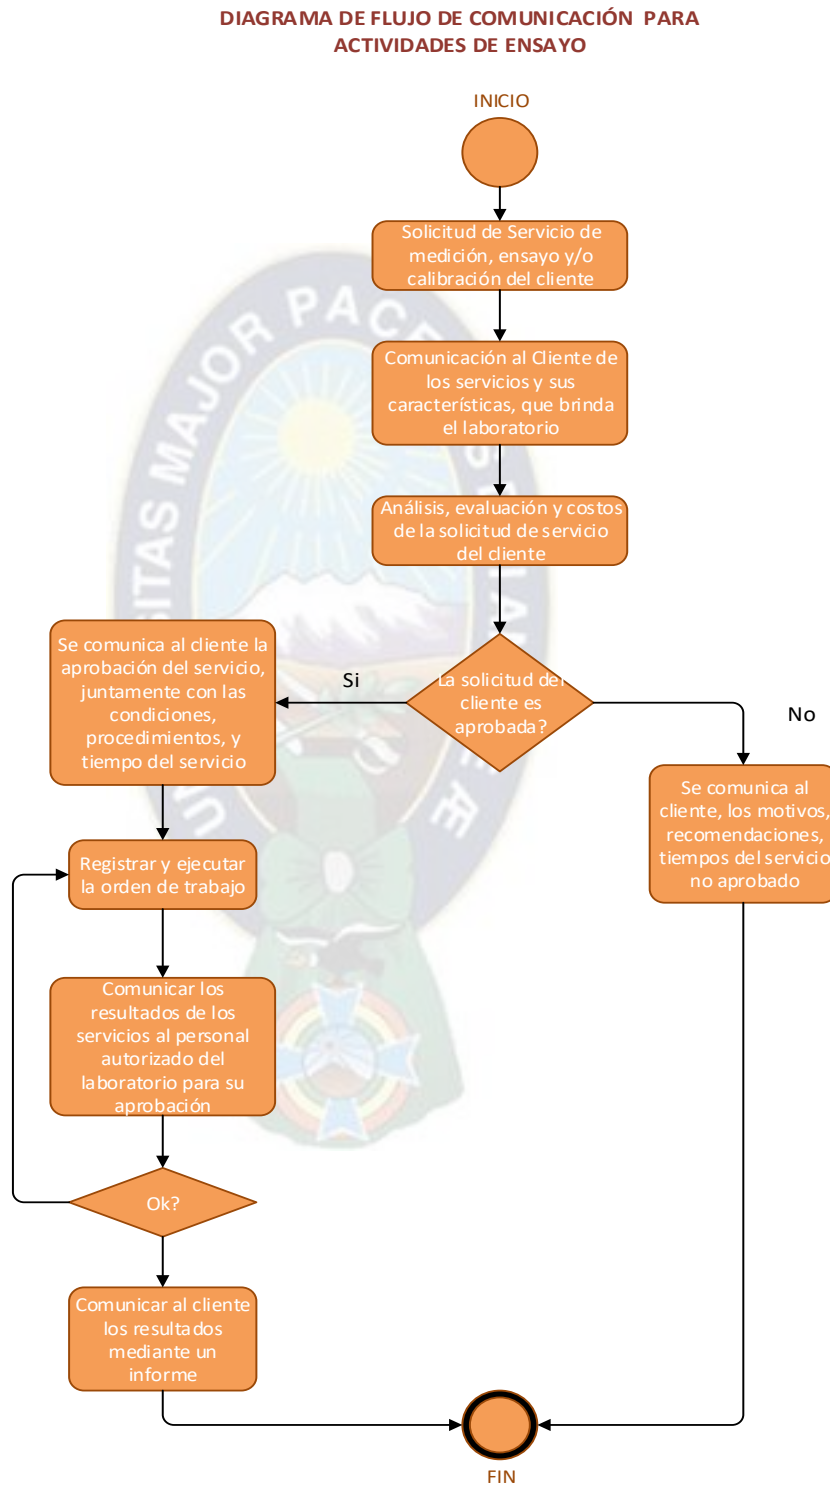 DIAGRAMA DE FLUJO DE COMUNICACIÓN PARA
ACTIVIDADES DE ENSAYO
INICIO
Solicitud de Servicio de
medición, ensayo y/o
calibración del cliente
Comunicación al Cliente de
los servicios y sus
características, que brinda
el laboratorio
Análisis, evaluación y costos
de la solicitud de servicio
del cliente
La solicitud del
cliente es
aprobada?
Si
No
Se comunica al cliente la
aprobación del servicio,
juntamente con las
condiciones,
procedimientos, y
tiempo del servicio
Se comunica al
cliente, los motivos,
recomendaciones,
tiempos del servicio
no aprobado
Registrar y ejecutar
la orden de trabajo
Comunicar los
resultados de los
servicios al personal
autorizado del
laboratorio para su
aprobación
Ok?
Comunicar al cliente
los resultados
mediante un
informe
FIN
MAJOR